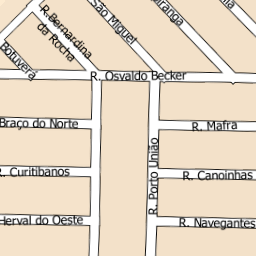 R. Bernardina
da Rocha
São Miguel
Batuvera
R. Osvaldo Becker
Braço do Norte
R. Mafra
R. Porto União
R. Curitibanos
R. Canoinhas
Herval do Oeste
R. Navegantes